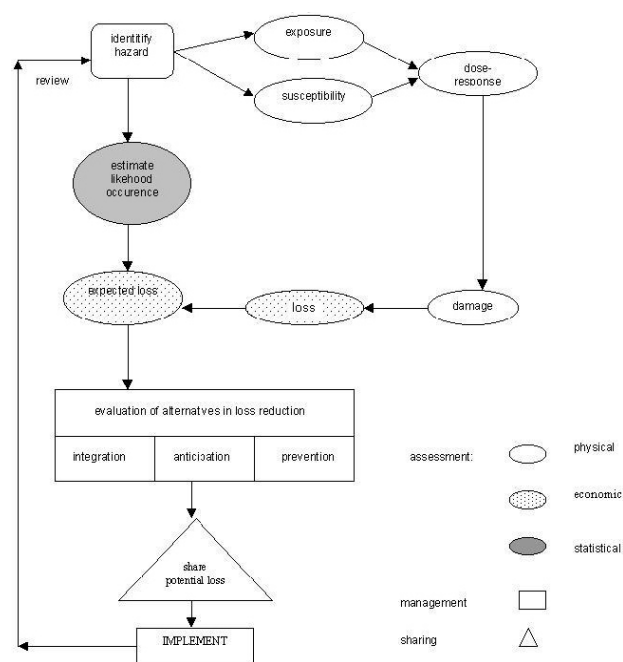 identitify
hazard
exposure
dose-
response
review
susceptibility
estimate
likehood
occurence
expected loss
loss
damage
evaluation of alternatves in loss reduction
integration
anticipation
prevention
assessment:
physical
economic
statistical
share
potential loss
management
IMPLEMENT
sharing